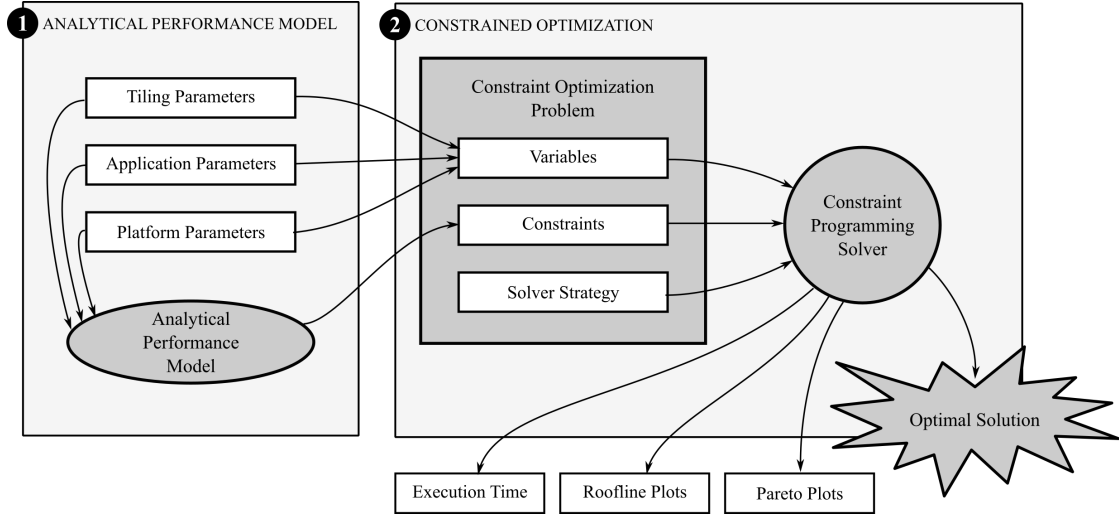 1 ANALYTICAL PERFORMANCE MODEL
Tiling Parameters
Application Parameters
Platform Parameters
Analytical
Performance
Model
2 CONSTRAINED OPTIMIZATION
Constraint Optimization
Problem
Variables
Constraints
Solver Strategy
Constraint
Programming
Solver
Optimal Solution
Execution Time
Roofline Plots
Pareto Plots